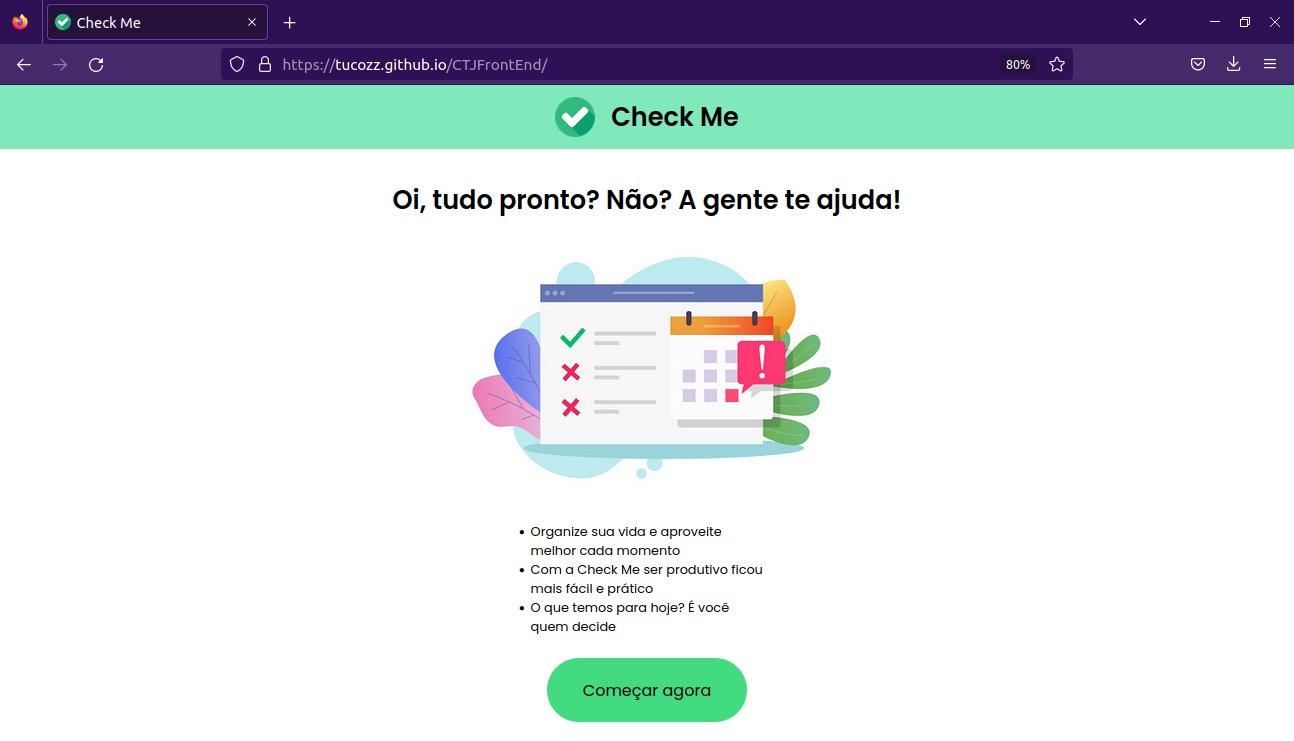 Check Me
https://tucozz.github.io/CTJFrontEnd/
80%
Check Me
Oi, tudo pronto? Não? A gente te ajuda!
!
• Organize sua vida e aproveite
melhor cada momento
• Com a Check Me ser produtivo ficou
mais fácil e prático
• O que temos para hoje? É você
quem decide
Começar agora